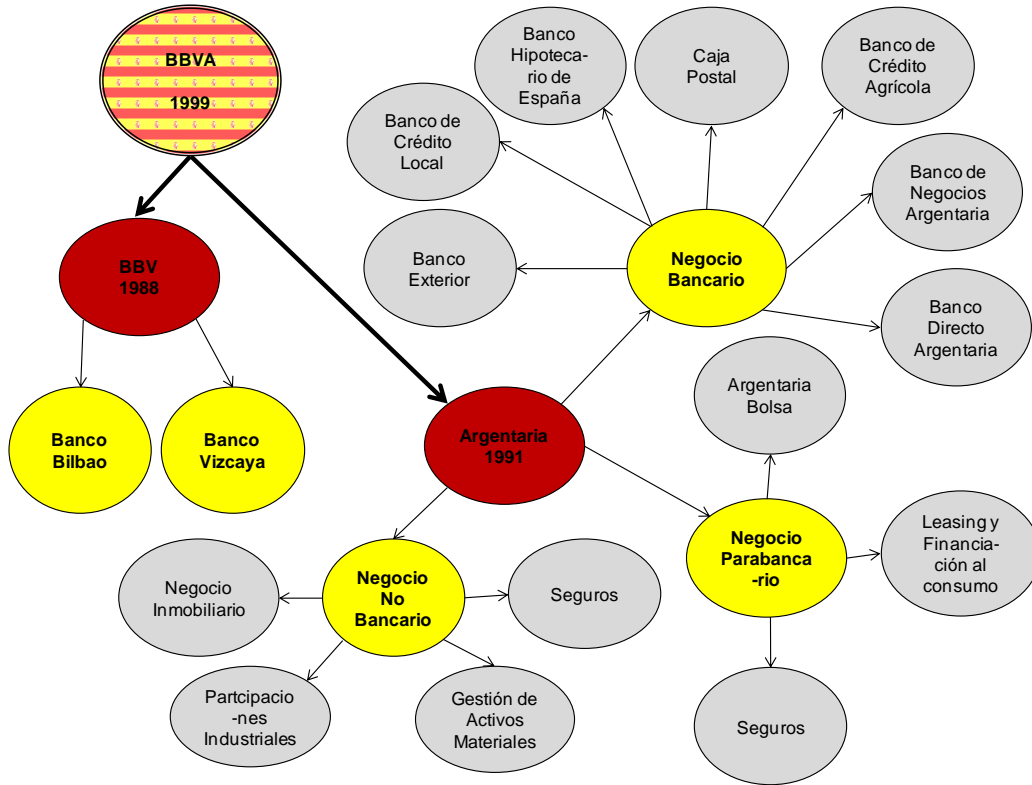 BBVA
1999
Banco
Hipoteca-
rio de
España
Caja
Postal
Banco de
Crédito
Agrícola
Banco de
Crédito
Local
Banco de
Negocios
Argentaria
BBV
1988
Banco
Exterior
Negocio
Bancario
Banco
Directo
Argentaria
Argentaria
Bolsa
Banco
Bilbao
Banco
Vizcaya
Argentaria
1991
Negocio
Parabanca
-rio
Leasing y
Financia-
ción al
consumo
Negocio
Inmobiliario
Negocio
No
Bancario
Seguros
Partcipacio
-nes
Industriales
Gestión de
Activos
Materiales
Seguros